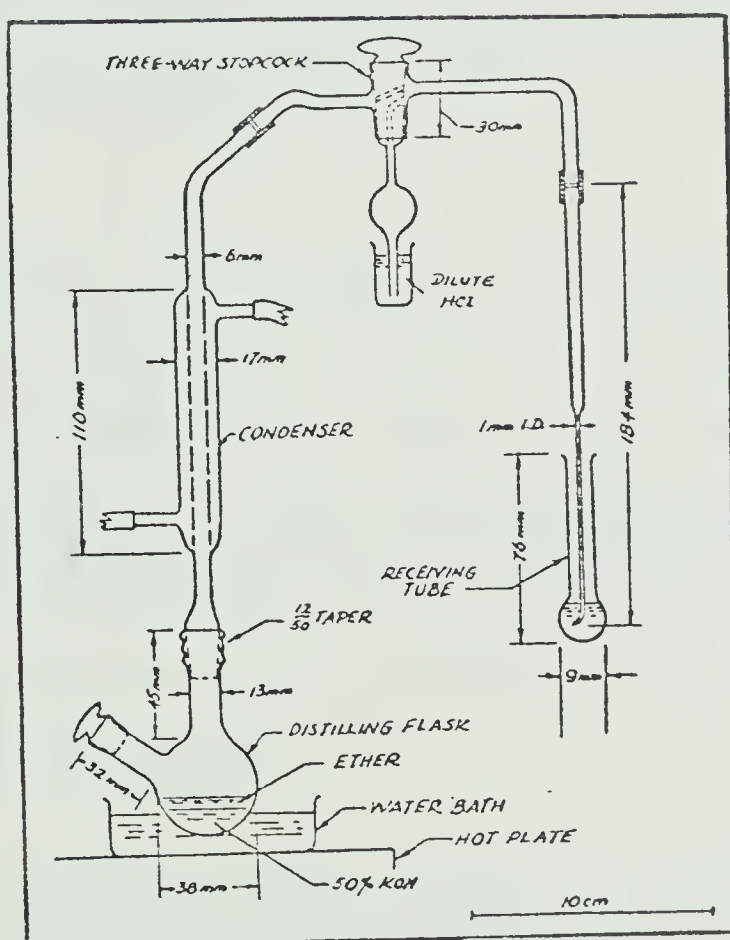 THREE-WAY STOPCOCK
30mm
6mm
DILUTE
HCl
17mm
110mm
CONDENSER
1mm I.D.
184mm
76mm
RECEIVING
TUBE
12/50 TAPER
45mm
13mm
9mm
DISTILLING FLASK
ETHER
32mm
WATER BATH
HOT PLATE
38mm
50% KOH
10cm